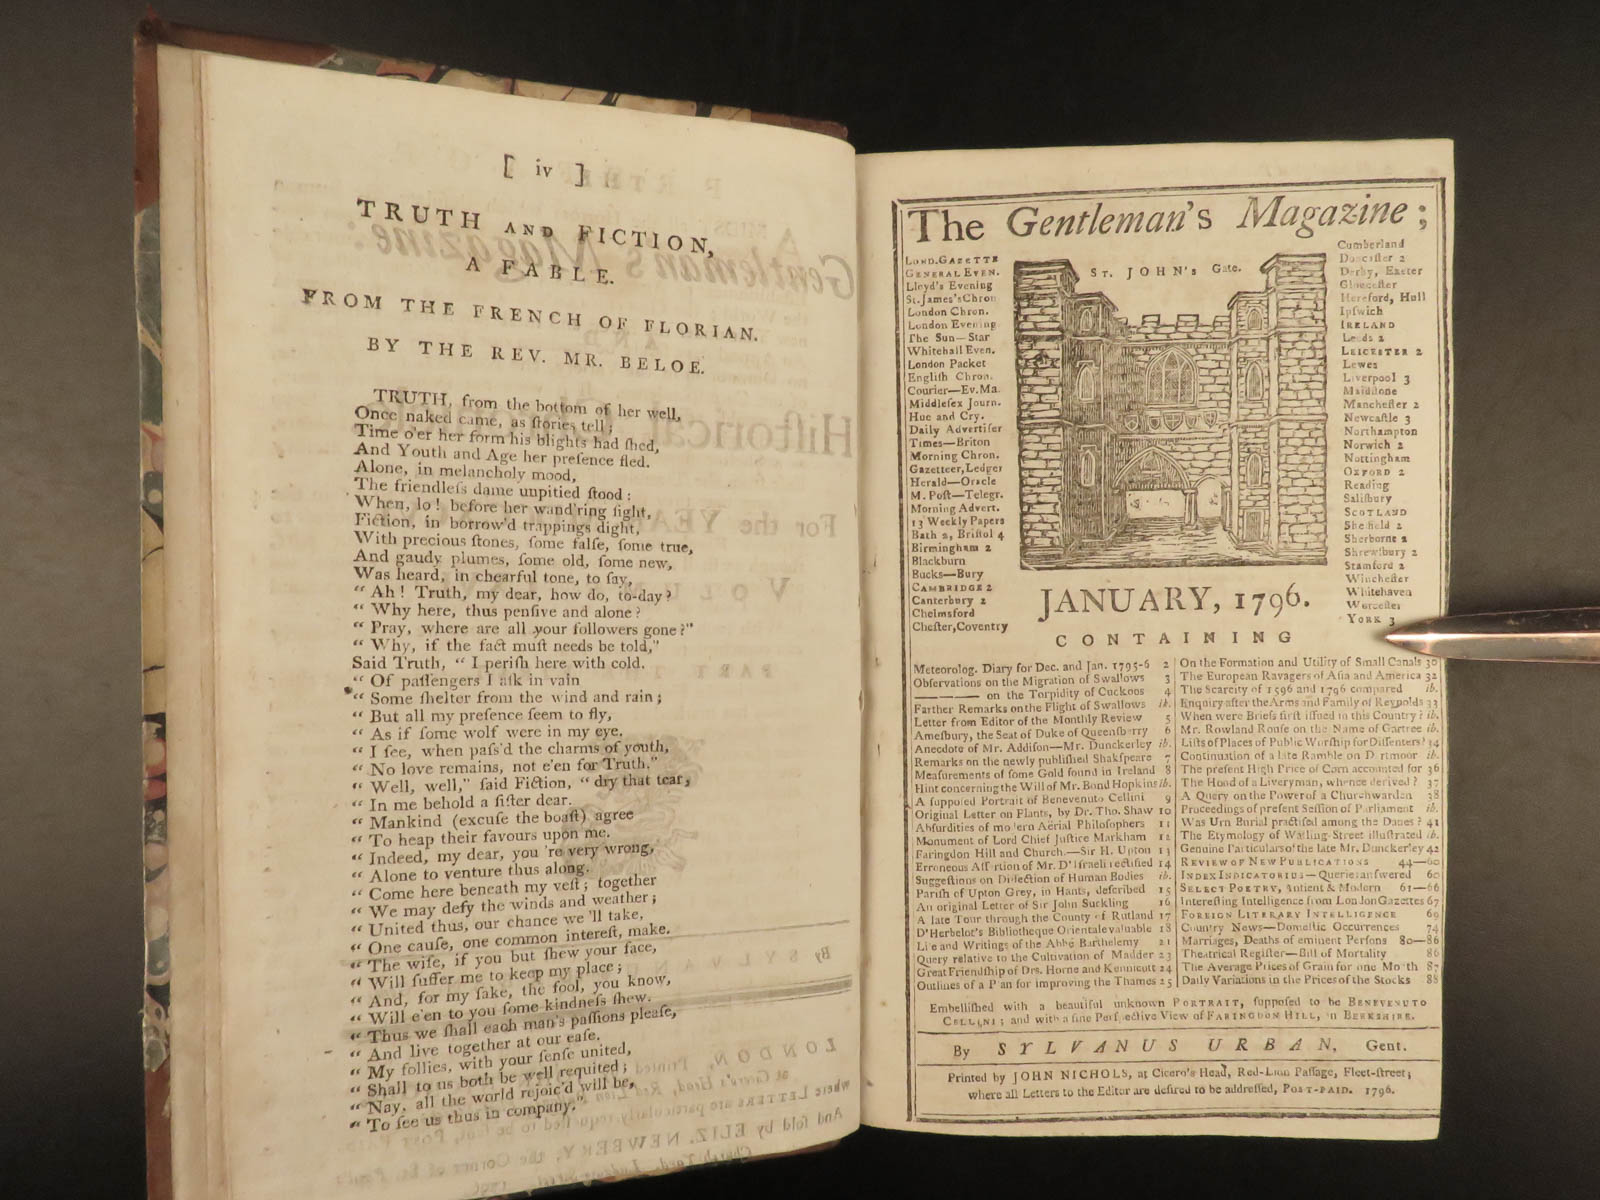 [ iv ]
TRUTH AND FICTION,
A FABLE.
FROM THE FRENCH OF FLORIAN.
BY THE REV. MR. BELOE.
TRUTH, from the bottom of her well,
Once naked came, as ſtories tell;
Time o'er her form his blights had ſhed,
And Youth and Age her preſence fled.
Alone, in melancholy mood,
The friendleſs dame unpitied ſtood:
When, lo! before her wand'ring ſight,
Fiction, in borrow'd trappings dight,
With precious ſtones, ſome falſe, ſome true,
And gaudy plumes, ſome old, ſome new,
Was heard, in chearful tone, to ſay,
“ Ah! Truth, my dear, how do, to-day?
“ Why here, thus penſive and alone?
“ Pray, where are all your followers gone?”
“ Why, if the fact muſt needs be told,”
Said Truth, “ I periſh here with cold.
“ Of paſſengers I aſk in vain
“ Some ſhelter from the wind and rain;
“ But all my preſence ſeem to fly,
“ As if ſome wolf were in my eye.
“ I ſee, when paſs'd the charms of youth,
“ No love remains, not e'en for Truth.”
“ Well, well,” ſaid Fiction, “ dry that tear,
“ In me behold a ſiſter dear.
“ Mankind (excuſe the boaſt) agree
“ To heap their favours upon me.
“ Indeed, my dear, you 're very wrong,
“ Alone to venture thus along.
“ Come here beneath my veſt; together
“ We may defy the winds and weather;
“ United thus, our chance we 'll take,
“ One cauſe, one common intereſt, make.
“ The wiſe, if you but ſhew your face,
“ Will ſuffer me to keep my place;
“ And, for my ſake, the fool, you know,
“ Will e'en to you ſome kindneſs ſhew.
“ Thus we ſhall each man's paſſions pleaſe,
“ And live together at our eaſe.
“ My follies, with your ſenſe united,
“ Shall to us both be well requited;
“ Nay, all the world rejoic'd will be,
“ To ſee us thus in company.”
The Gentleman's Magazine;
LOND. GAZETTE
GENERAL EVEN.
Lloyd's Evening
St. James's Chron
London Chron.
London Evening
The Sun—Star
Whitehall Even.
London Packet
Engliſh Chron.
Courier—Ev. Ma.
Middleſex Journ.
Hue and Cry.
Daily Advertiſer
Times—Briton
Morning Chron.
Gazetteer, Ledger
Herald—Oracle
M. Poſt—Telegr.
Morning Advert.
13 Weekly Papers
Bath 2, Briſtol 4
Birmingham 2
Blackburn
Bucks—Bury
CAMBRIDGE 2
Canterbury 2
Chelmsford
Cheſter, Coventry
ST. JOHN's Gate.
Cumberland
Doncaſter 2
Derby, Exeter
Glouceſter
Hereford, Hull
Ipſwich
IRELAND
Leeds 2
LEICESTER 2
Lewes
Liverpool 3
Maidſtone
Mancheſter 2
Newcaſtle 3
Northampton
Norwich 2
Nottingham
OXFORD 2
Reading
Saliſbury
SCOTLAND
Sheffield 2
Sherborne 2
Shrewſbury 2
Stamford 2
Wincheſter
Whitehaven
Worceſter
YORK 3
JANUARY, 1796.
CONTAINING
Meteorolog. Diary for Dec. and Jan. 1795-6 2
Obſervations on the Migration of Swallows 3
——— on the Torpidity of Cuckoos 4
Farther Remarks on the Flight of Swallows ib.
Letter from Editor of the Monthly Review 5
Ameſbury, the Seat of Duke of Queenſberry 6
Anecdote of Mr. Addiſon—Mr. Dunckerley ib.
Remarks on the newly publiſhed Shakſpeare 7
Meaſurements of ſome Gold found in Ireland 8
Hint concerning the Will of Mr. Bond Hopkins ib.
A ſuppoſed Portrait of Benevenuto Cellini 9
Original Letter on Plants, by Dr. Tho. Shaw 10
Abſurdities of modern Aërial Philoſophers 11
Monument of Lord Chief Juſtice Markham 12
Faringdon Hill and Church.—Sir H. Upton 13
Erroneous Aſſertion of Mr. D'Iſraeli rectified 14
Suggeſtions on Diſſection of Human Bodies ib.
Pariſh of Upton Grey, in Hants, deſcribed 15
An original Letter of Sir John Suckling 16
A late Tour through the County of Rutland 17
D'Herbelot's Bibliotheque Orientale valuable 18
Life and Writings of the Abbé Barthelemy 21
Query relative to the Cultivation of Madder 23
Great Friendſhip of Drs. Horne and Kennicott 24
Outlines of a Plan for improving the Thames 25
On the Formation and Utility of Small Canals 30
The European Ravagers of Aſia and America 32
The Scarcity of 1596 and 1796 compared ib.
Enquiry after the Arms and Family of Reynolds 33
When were Briefs firſt iſſued in this Country? ib.
Mr. Rowland Rouſe on the Name of Gartree ib.
Liſts of Places of Public Worſhip for Diſſenters? 34
Continuation of a late Ramble on Dartmoor ib.
The preſent High Price of Corn accounted for 36
The Hood of a Liveryman, whence derived? 37
A Query on the Power of a Churchwarden 38
Proceedings of preſent Seſſion of Parliament ib.
Was Urn Burial practiſed among the Danes? 41
The Etymology of Watling-Street illuſtrated ib.
Genuine Particulars of the late Mr. Dunckerley 42
REVIEW OF NEW PUBLICATIONS 44—60
INDEX INDICATORIUS—Queries anſwered 60
SELECT POETRY, Antient & Modern 61—66
Intereſting Intelligence from London Gazettes 67
FOREIGN LITERARY INTELLIGENCE 69
Country News—Domeſtic Occurrences 74
Marriages, Deaths of eminent Perſons 80—86
Theatrical Regiſter—Bill of Mortality 86
The Average Prices of Grain for one Month 87
Daily Variations in the Prices of the Stocks 88
Embelliſhed with a beautiful unknown PORTRAIT, ſuppoſed to be BENEVENUTO
CELLINI; and with a fine Perſpective View of FARINGDON HILL, in BERKSHIRE.
By SYLVANUS URBAN, Gent.
Printed by JOHN NICHOLS, at Cicero's Head, Red-Lion Paſſage, Fleet-ſtreet;
where all Letters to the Editor are deſired to be addreſſed, POST-PAID. 1796.